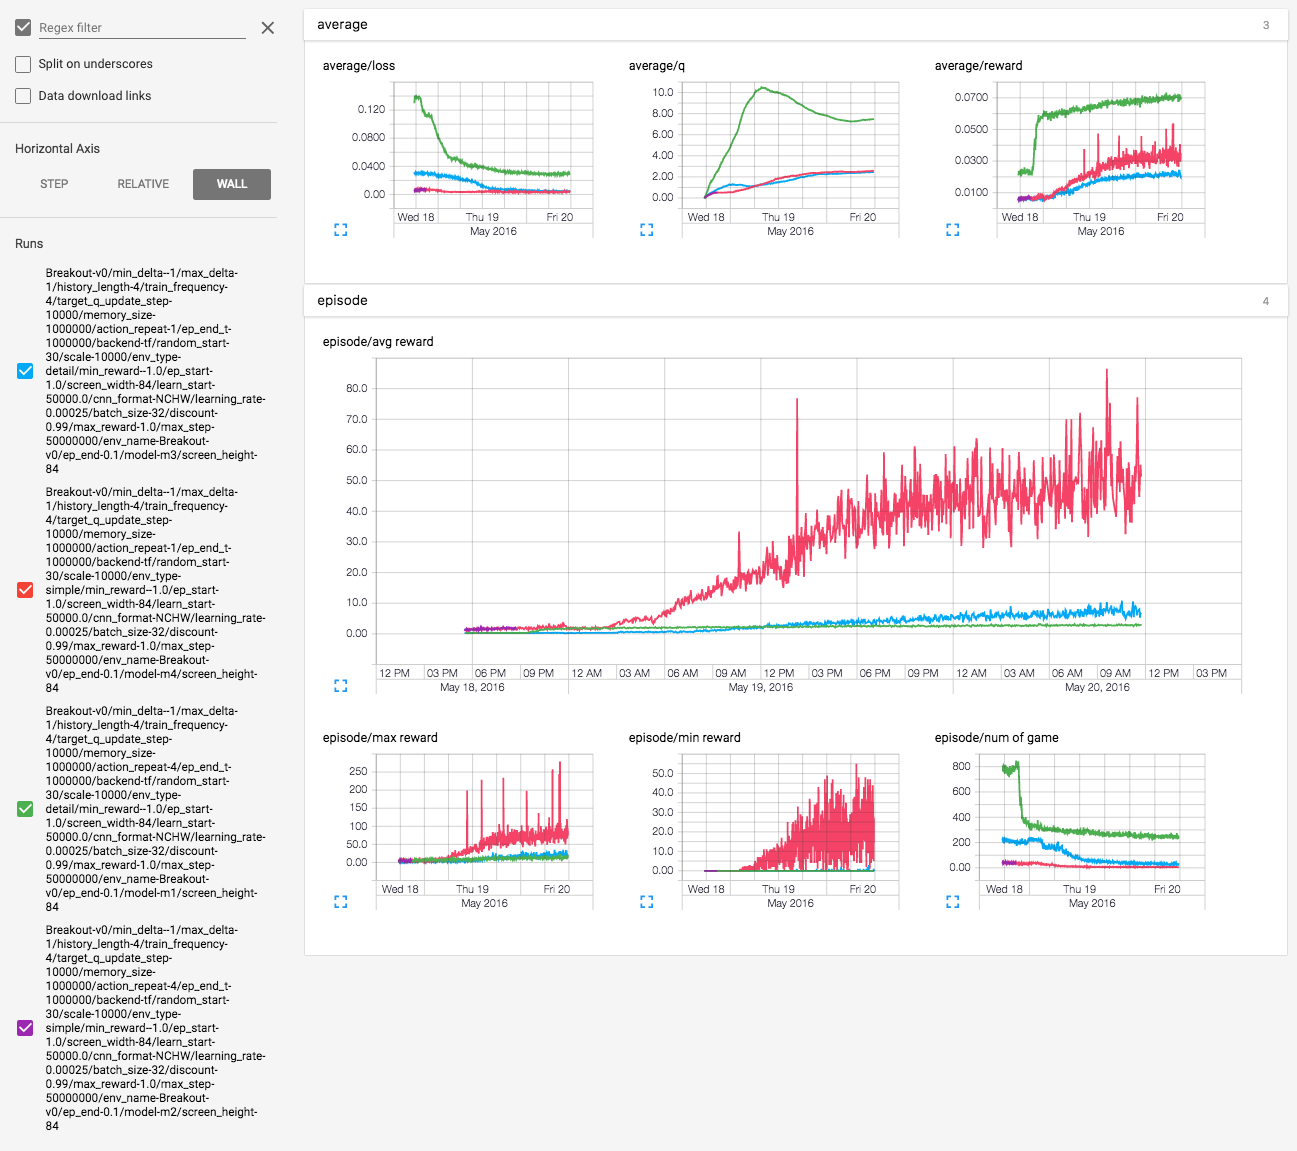 Regex filter
Split on underscores
Data download links
Horizontal Axis
STEP RELATIVE WALL
Runs
Breakout-v0/min_delta--1/max_delta-
1/history_length-4/train_frequency-
4/target_q_update_step-
10000/memory_size-
1000000/action_repeat-1/ep_end_t-
1000000/backend-tf/random_start-
30/scale-10000/env_type-
detail/min_reward--1.0/ep_start-
1.0/screen_width-84/learn_start-
50000.0/cnn_format-NCHW/learning_rate-
0.00025/batch_size-32/discount-
0.99/max_reward-1.0/max_step-
50000000/env_name-Breakout-
v0/ep_end-0.1/model-m3/screen_height-
84
Breakout-v0/min_delta--1/max_delta-
1/history_length-4/train_frequency-
4/target_q_update_step-
10000/memory_size-
1000000/action_repeat-1/ep_end_t-
1000000/backend-tf/random_start-
30/scale-10000/env_type-
simple/min_reward--1.0/ep_start-
1.0/screen_width-84/learn_start-
50000.0/cnn_format-NCHW/learning_rate-
0.00025/batch_size-32/discount-
0.99/max_reward-1.0/max_step-
50000000/env_name-Breakout-
v0/ep_end-0.1/model-m4/screen_height-
84
Breakout-v0/min_delta--1/max_delta-
1/history_length-4/train_frequency-
4/target_q_update_step-
10000/memory_size-
1000000/action_repeat-4/ep_end_t-
1000000/backend-tf/random_start-
30/scale-10000/env_type-
detail/min_reward--1.0/ep_start-
1.0/screen_width-84/learn_start-
50000.0/cnn_format-NCHW/learning_rate-
0.00025/batch_size-32/discount-
0.99/max_reward-1.0/max_step-
50000000/env_name-Breakout-
v0/ep_end-0.1/model-m1/screen_height-
84
Breakout-v0/min_delta--1/max_delta-
1/history_length-4/train_frequency-
4/target_q_update_step-
10000/memory_size-
1000000/action_repeat-4/ep_end_t-
1000000/backend-tf/random_start-
30/scale-10000/env_type-
simple/min_reward--1.0/ep_start-
1.0/screen_width-84/learn_start-
50000.0/cnn_format-NCHW/learning_rate-
0.00025/batch_size-32/discount-
0.99/max_reward-1.0/max_step-
50000000/env_name-Breakout-
v0/ep_end-0.1/model-m2/screen_height-
84
average 3
average/loss
0.120
0.0800
0.0400
0.00
Wed 18 Thu 19 Fri 20
May 2016
average/q
10.0
8.00
6.00
4.00
2.00
0.00
Wed 18 Thu 19 Fri 20
May 2016
average/reward
0.0700
0.0500
0.0300
0.0100
Wed 18 Thu 19 Fri 20
May 2016
episode 4
episode/avg reward
80.0
70.0
60.0
50.0
40.0
30.0
20.0
10.0
0.00
12 PM 03 PM 06 PM 09 PM 12 AM 03 AM 06 AM 09 AM 12 PM 03 PM 06 PM 09 PM 12 AM 03 AM 06 AM 09 AM 12 PM 03 PM
May 18, 2016 May 19, 2016 May 20, 2016
episode/max reward
250
200
150
100
50.0
0.00
Wed 18 Thu 19 Fri 20
May 2016
episode/min reward
50.0
40.0
30.0
20.0
10.0
0.00
Wed 18 Thu 19 Fri 20
May 2016
episode/num of game
800
600
400
200
0.00
Wed 18 Thu 19 Fri 20
May 2016